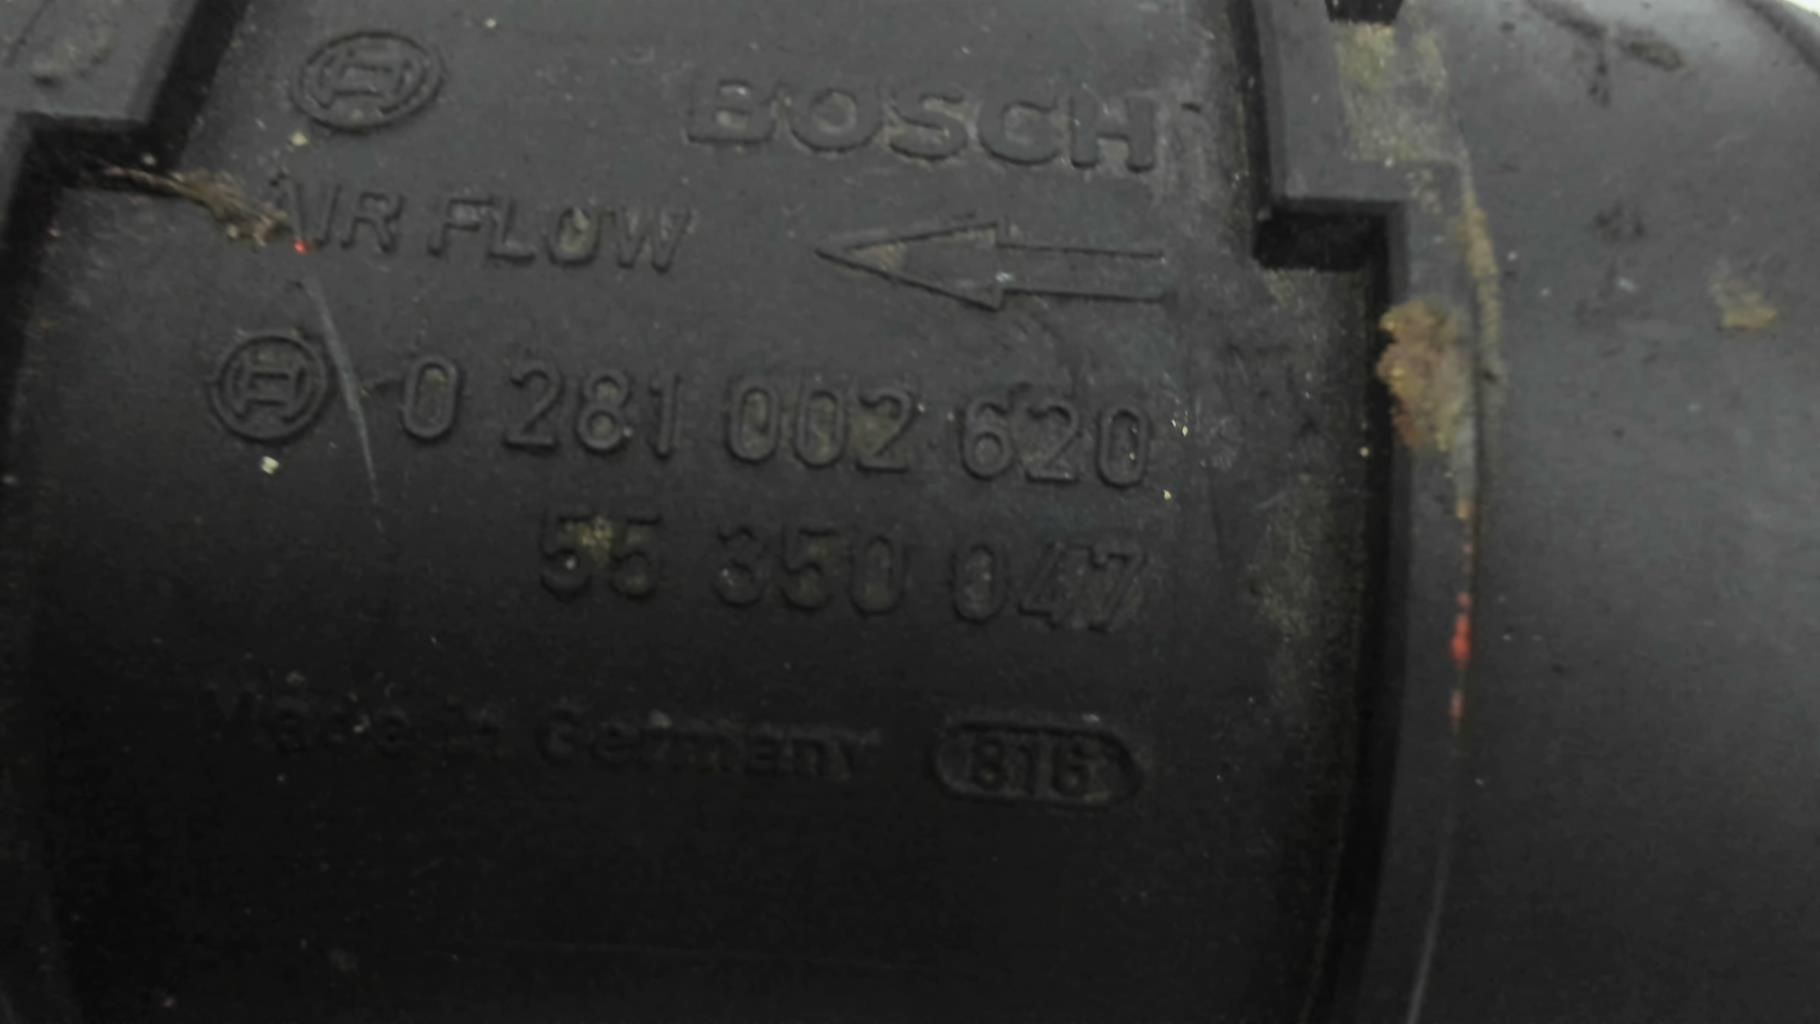 BOSCH
AIR FLOW
0 281 002 620
55 350 047
Made in Germany 816